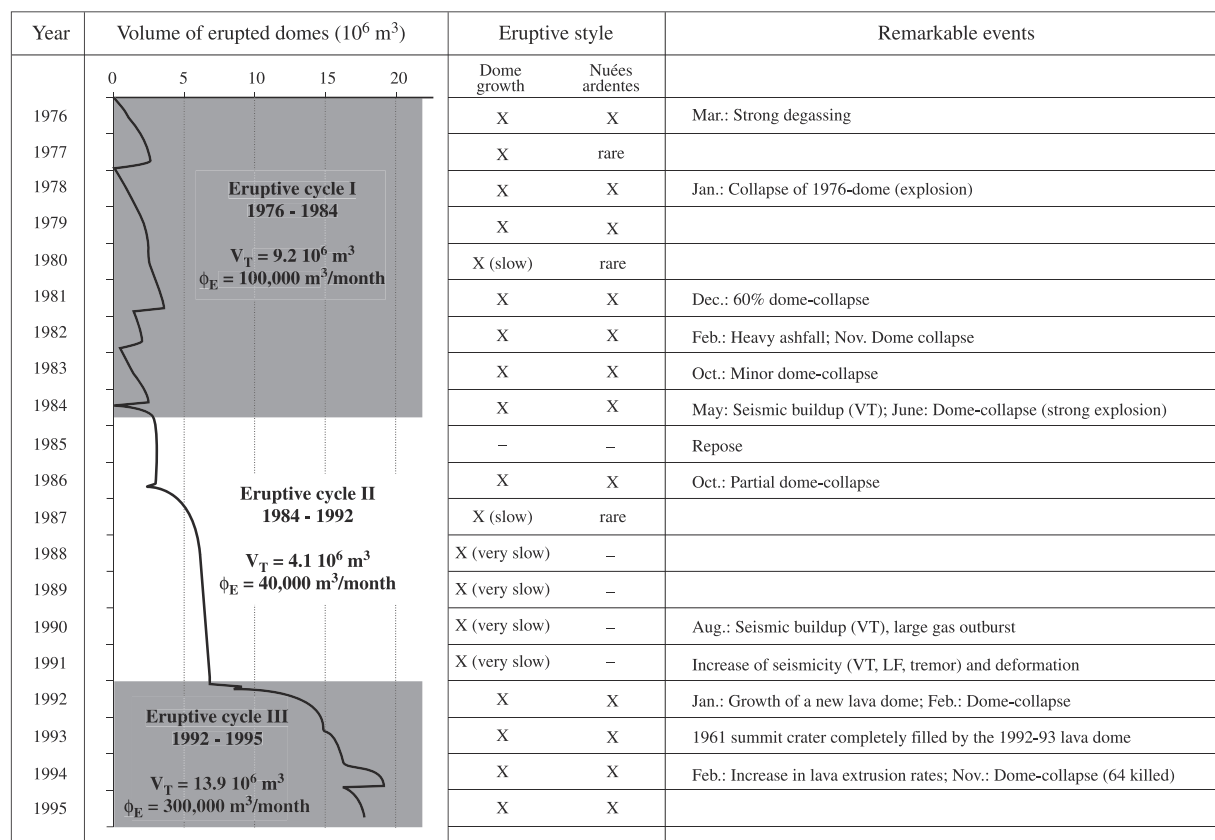 Year Volume of erupted domes (10⁶ m³) Eruptive style Remarkable events
0 5 10 15 20 Dome growth Nuées ardentes
1976 X X Mar.: Strong degassing
1977 X rare
1978 X X Jan.: Collapse of 1976-dome (explosion)
1979 X X
1980 X (slow) rare
1981 X X Dec.: 60% dome-collapse
1982 X X Feb.: Heavy ashfall; Nov. Dome collapse
1983 X X Oct.: Minor dome-collapse
1984 X X May: Seismic buildup (VT); June: Dome-collapse (strong explosion)
1985 – – Repose
1986 X X Oct.: Partial dome-collapse
1987 X (slow) rare
1988 X (very slow) –
1989 X (very slow) –
1990 X (very slow) – Aug.: Seismic buildup (VT), large gas outburst
1991 X (very slow) – Increase of seismicity (VT, LF, tremor) and deformation
1992 X X Jan.: Growth of a new lava dome; Feb.: Dome-collapse
1993 X X 1961 summit crater completely filled by the 1992-93 lava dome
1994 X X Feb.: Increase in lava extrusion rates; Nov.: Dome-collapse (64 killed)
1995 X X
Eruptive cycle I
1976 - 1984
V_T = 9.2 10⁶ m³
ϕ_E = 100,000 m³/month
Eruptive cycle II
1984 - 1992
V_T = 4.1 10⁶ m³
ϕ_E = 40,000 m³/month
Eruptive cycle III
1992 - 1995
V_T = 13.9 10⁶ m³
ϕ_E = 300,000 m³/month